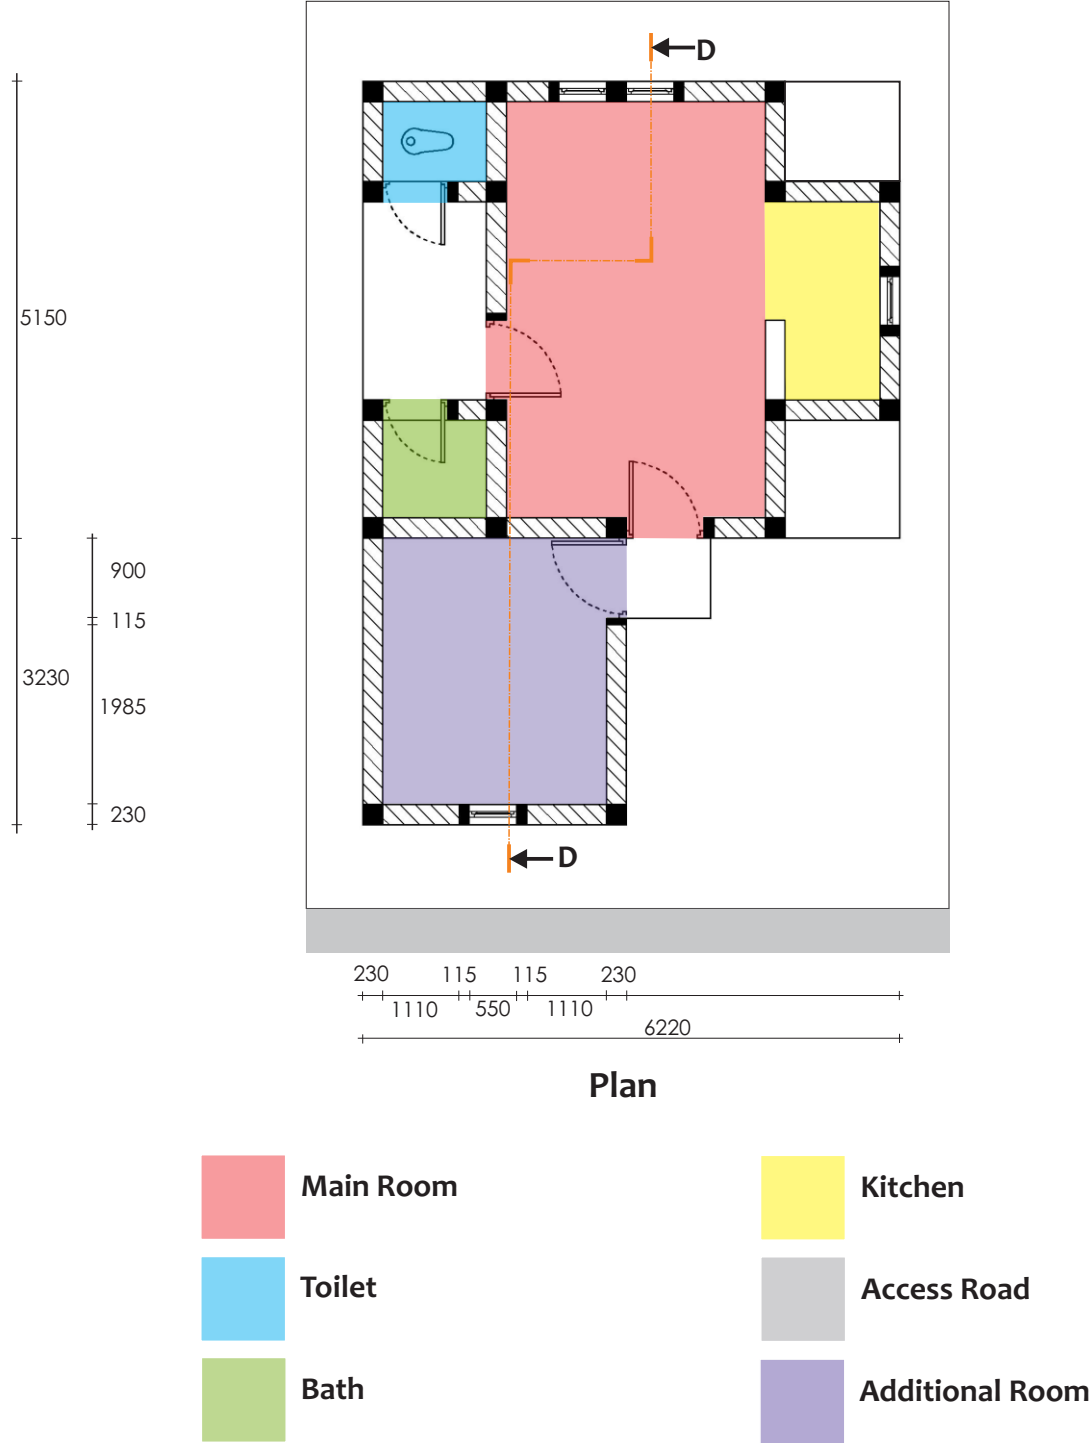 D
5150
900
115
3230
1985
230
D
230 115 115 230
1110 550 1110
6220
Plan
Main Room
Kitchen
Toilet
Access Road
Bath
Additional Room